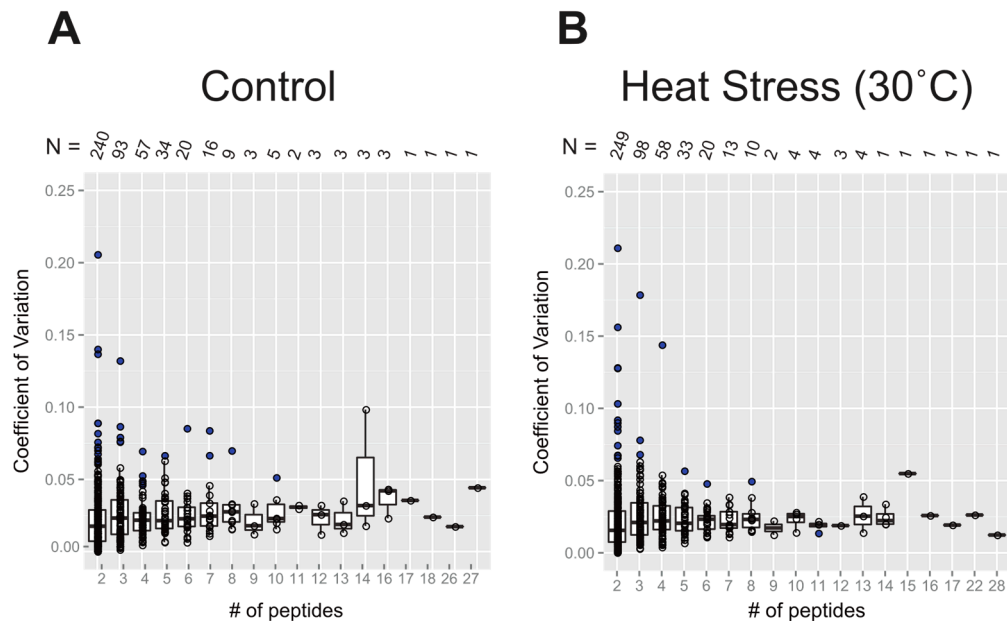 A
Control
N = 240 93 57 34 20 16 9 3 5 2 3 3 3 3 1 1 1 1
0.25
0.20
0.15
0.10
0.05
0.00
Coefficient of Variation
2 3 4 5 6 7 8 9 10 11 12 13 14 16 17 18 26 27
# of peptides
B
Heat Stress (30˚C)
N = 249 98 58 33 20 13 10 2 4 4 3 4 1 1 1 1 1 1
0.25
0.20
0.15
0.10
0.05
0.00
Coefficient of Variation
2 3 4 5 6 7 8 9 10 11 12 13 14 15 16 17 22 28
# of peptides